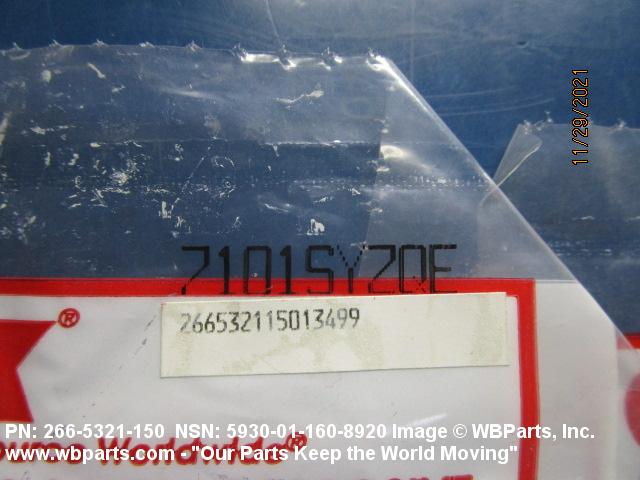 11/29/2021
7101SYZQE
266532115013499
®
Worldwide®
PN: 266-5321-150 NSN: 5930-01-160-8920 Image © WBParts, Inc.
www.wbparts.com - "Our Parts Keep the World Moving"